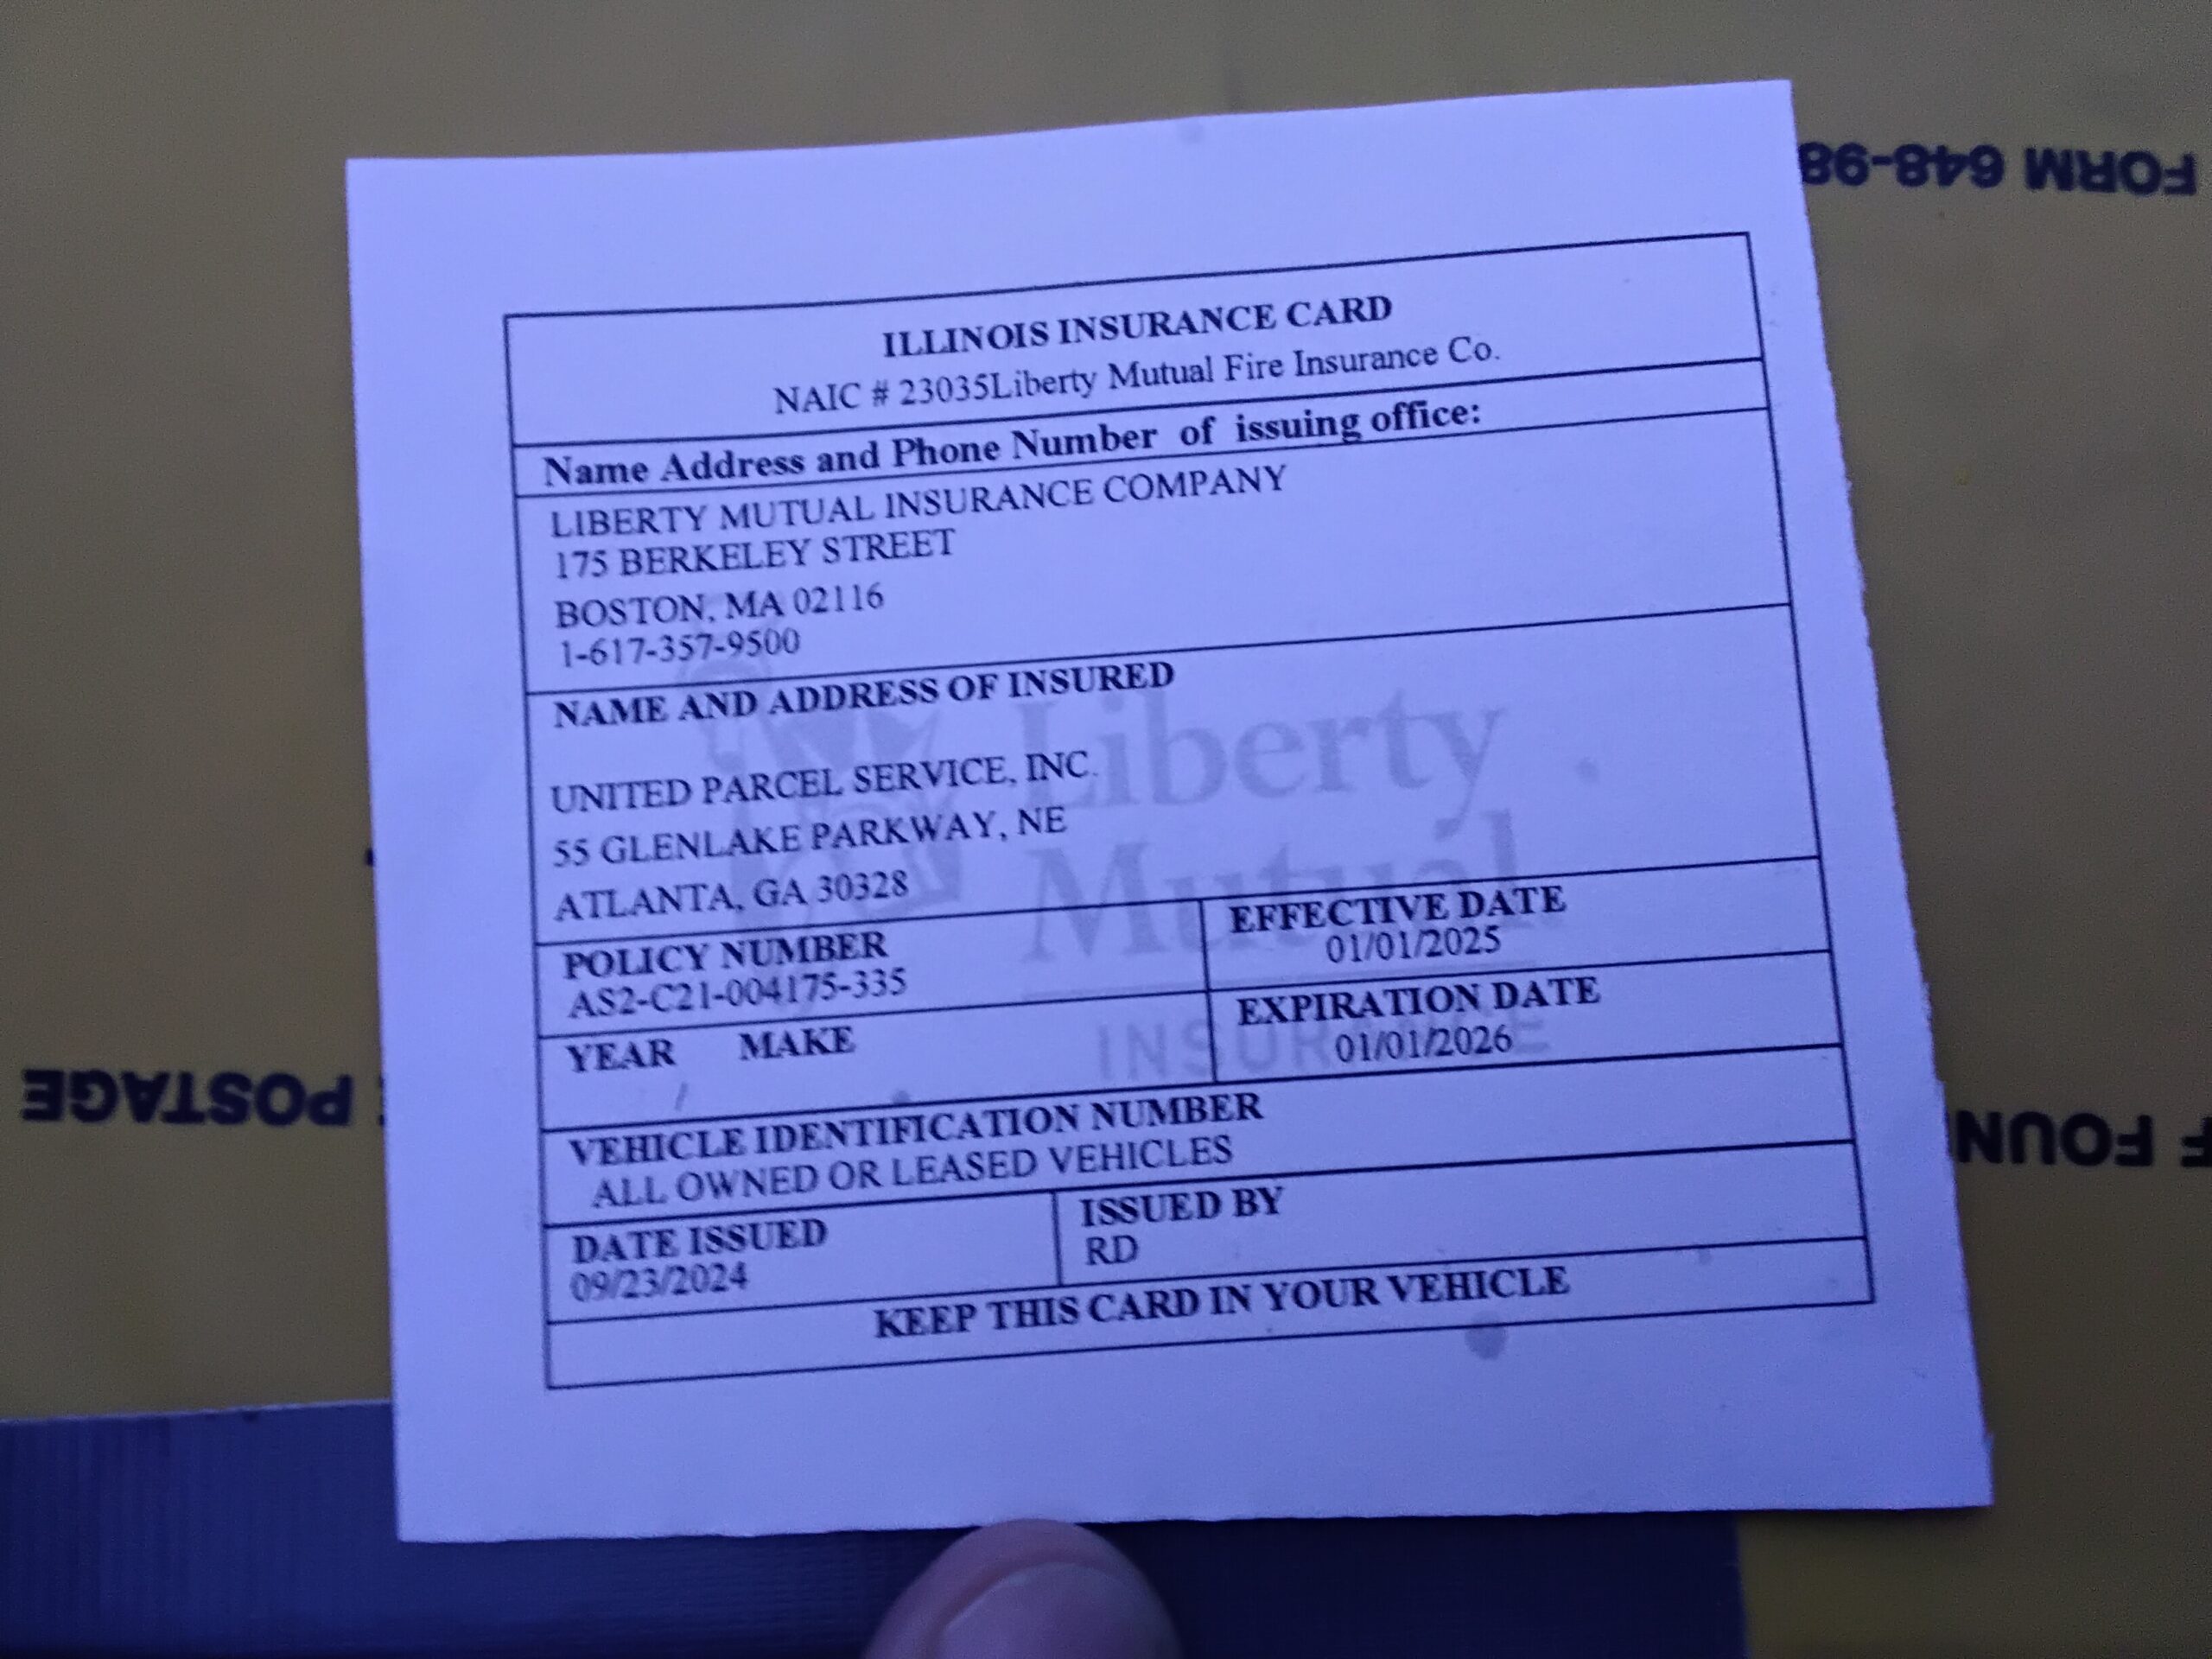 FORM 648-98
ILLINOIS INSURANCE CARD
NAIC # 23035Liberty Mutual Fire Insurance Co.
Name Address and Phone Number of issuing office:
LIBERTY MUTUAL INSURANCE COMPANY
175 BERKELEY STREET
BOSTON, MA 02116
1-617-357-9500
NAME AND ADDRESS OF INSURED
UNITED PARCEL SERVICE, INC.
55 GLENLAKE PARKWAY, NE
ATLANTA, GA 30328
Liberty
Mutual
INSURANCE
POLICY NUMBER
AS2-C21-004175-335
EFFECTIVE DATE
01/01/2025
YEAR MAKE
/
EXPIRATION DATE
01/01/2026
VEHICLE IDENTIFICATION NUMBER
ALL OWNED OR LEASED VEHICLES
DATE ISSUED
09/23/2024
ISSUED BY
RD
KEEP THIS CARD IN YOUR VEHICLE
F FOUN
POSTAGE